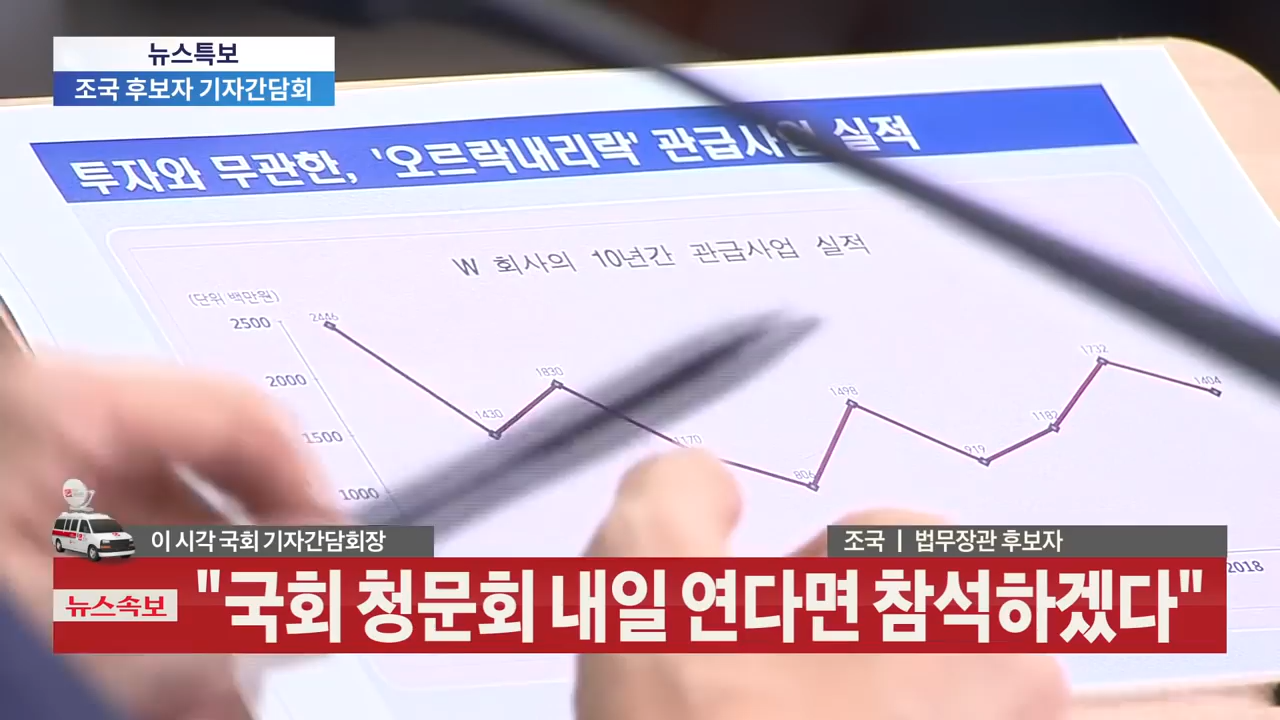 뉴스특보
조국 후보자 기자간담회
투자와 무관한, '오르락내리락' 관급사업 실적
W 회사의 10년간 관급사업 실적
(단위 백만원)
2500
2000
1500
1000
2446
1430
1830
1170
806
1498
919
1182
1732
1404
2018
이 시각 국회 기자간담회장
조국 | 법무장관 후보자
뉴스속보
"국회 청문회 내일 연다면 참석하겠다"